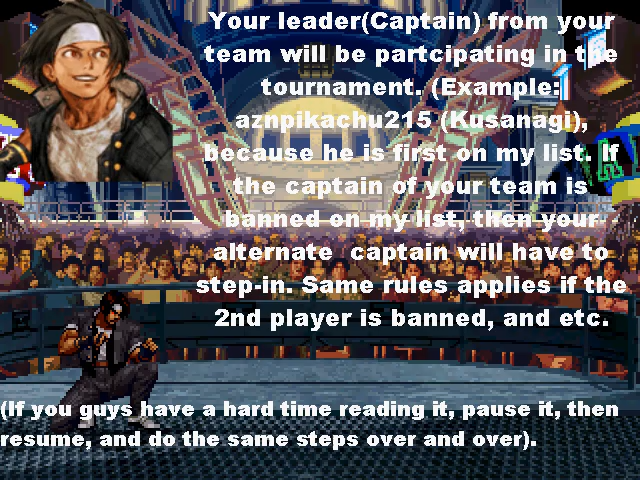 Your leader(Captain) from your
team will be partcipating in the
tournament. (Example:
aznpikachu215 (Kusanagi),
because he is first on my list. If
the captain of your team is
banned on my list, then your
alternate captain will have to
step-in. Same rules applies if the
2nd player is banned, and etc.
(If you guys have a hard time reading it, pause it, then
resume, and do the same steps over and over).